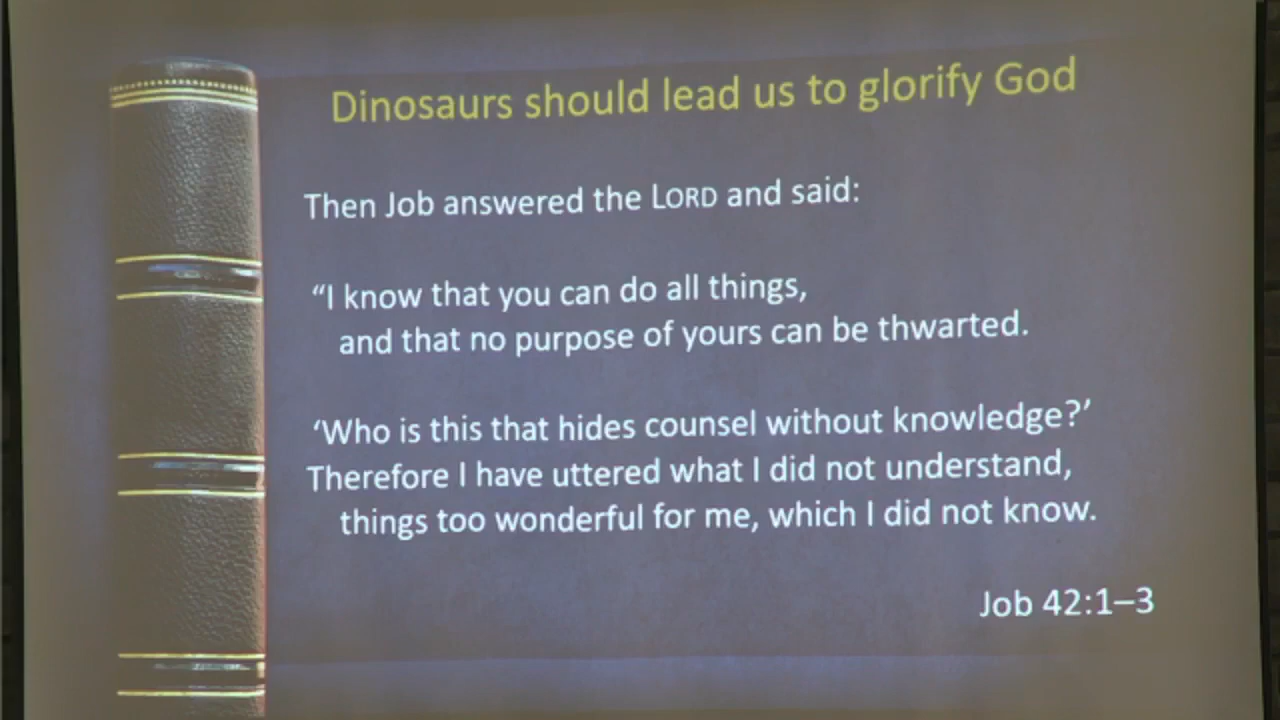 Dinosaurs should lead us to glorify God
Then Job answered the LORD and said:
“I know that you can do all things,
and that no purpose of yours can be thwarted.
‘Who is this that hides counsel without knowledge?’
Therefore I have uttered what I did not understand,
things too wonderful for me, which I did not know.
Job 42:1–3